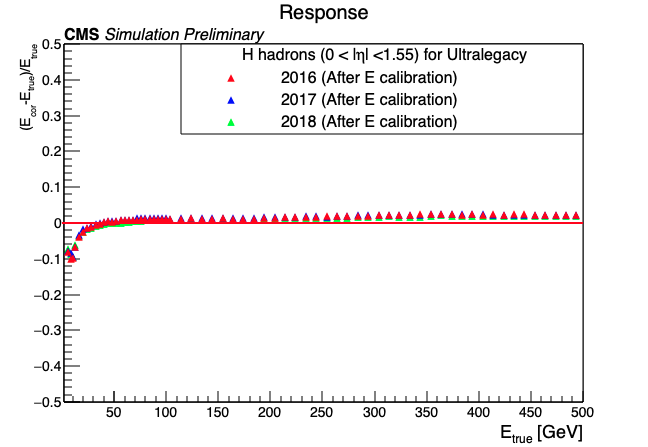 Response
CMS Simulation Preliminary
(E_cor-E_true)/E_true
H hadrons (0 < |η| <1.55) for Ultralegacy
2016 (After E calibration)
2017 (After E calibration)
2018 (After E calibration)
0.5
0.4
0.3
0.2
0.1
0
−0.1
−0.2
−0.3
−0.4
−0.5
50 100 150 200 250 300 350 400 450 500
E_true [GeV]